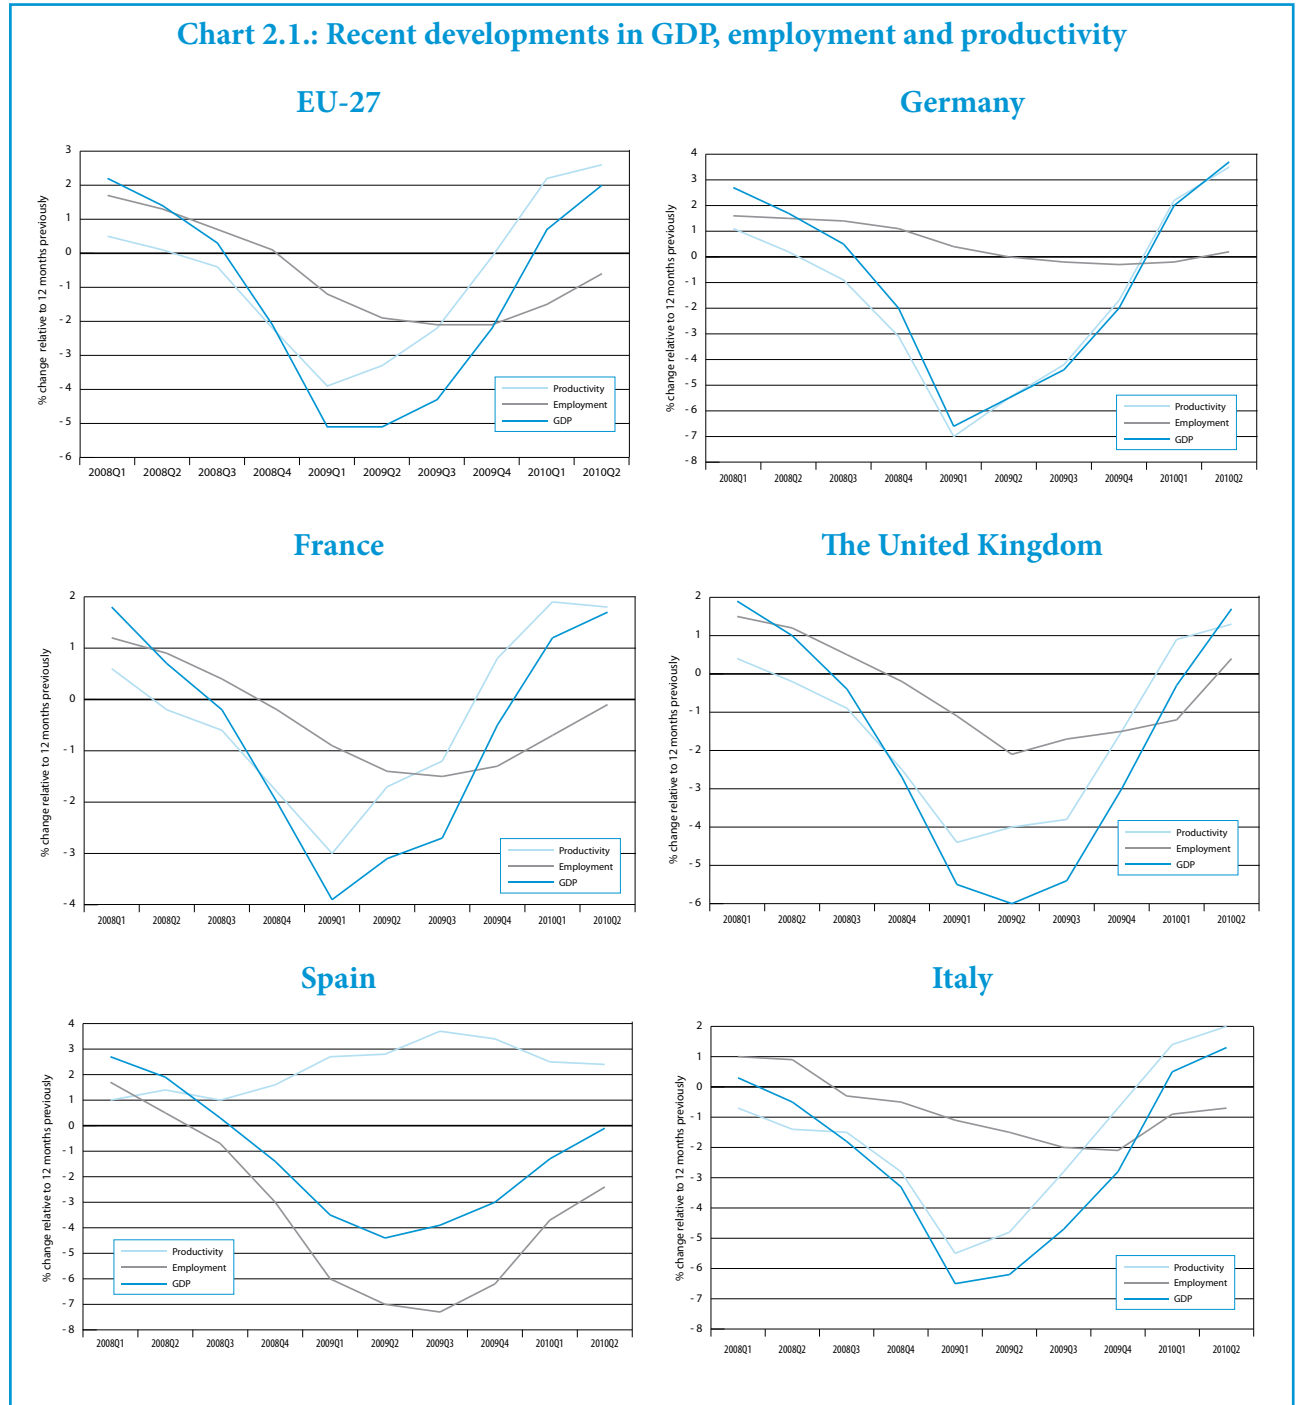 Chart 2.1.: Recent developments in GDP, employment and productivity
EU-27
% change relative to 12 months previously
3
2
1
0
- 1
- 2
- 3
- 4
- 5
- 6
2008Q1 2008Q2 2008Q3 2008Q4 2009Q1 2009Q2 2009Q3 2009Q4 2010Q1 2010Q2
Productivity
Employment
GDP
Germany
% change relative to 12 months previously
4
3
2
1
0
- 1
- 2
- 3
- 4
- 5
- 6
- 7
- 8
2008Q1 2008Q2 2008Q3 2008Q4 2009Q1 2009Q2 2009Q3 2009Q4 2010Q1 2010Q2
Productivity
Employment
GDP
France
% change relative to 12 months previously
2
1
0
- 1
- 2
- 3
- 4
2008Q1 2008Q2 2008Q3 2008Q4 2009Q1 2009Q2 2009Q3 2009Q4 2010Q1 2010Q2
Productivity
Employment
GDP
The United Kingdom
% change relative to 12 months previously
2
1
0
- 1
- 2
- 3
- 4
- 5
- 6
2008Q1 2008Q2 2008Q3 2008Q4 2009Q1 2009Q2 2009Q3 2009Q4 2010Q1 2010Q2
Productivity
Employment
GDP
Spain
% change relative to 12 months previously
4
3
2
1
0
- 1
- 2
- 3
- 4
- 5
- 6
- 7
- 8
2008Q1 2008Q2 2008Q3 2008Q4 2009Q1 2009Q2 2009Q3 2009Q4 2010Q1 2010Q2
Productivity
Employment
GDP
Italy
% change relative to 12 months previously
2
1
0
- 1
- 2
- 3
- 4
- 5
- 6
- 7
- 8
2008Q1 2008Q2 2008Q3 2008Q4 2009Q1 2009Q2 2009Q3 2009Q4 2010Q1 2010Q2
Productivity
Employment
GDP